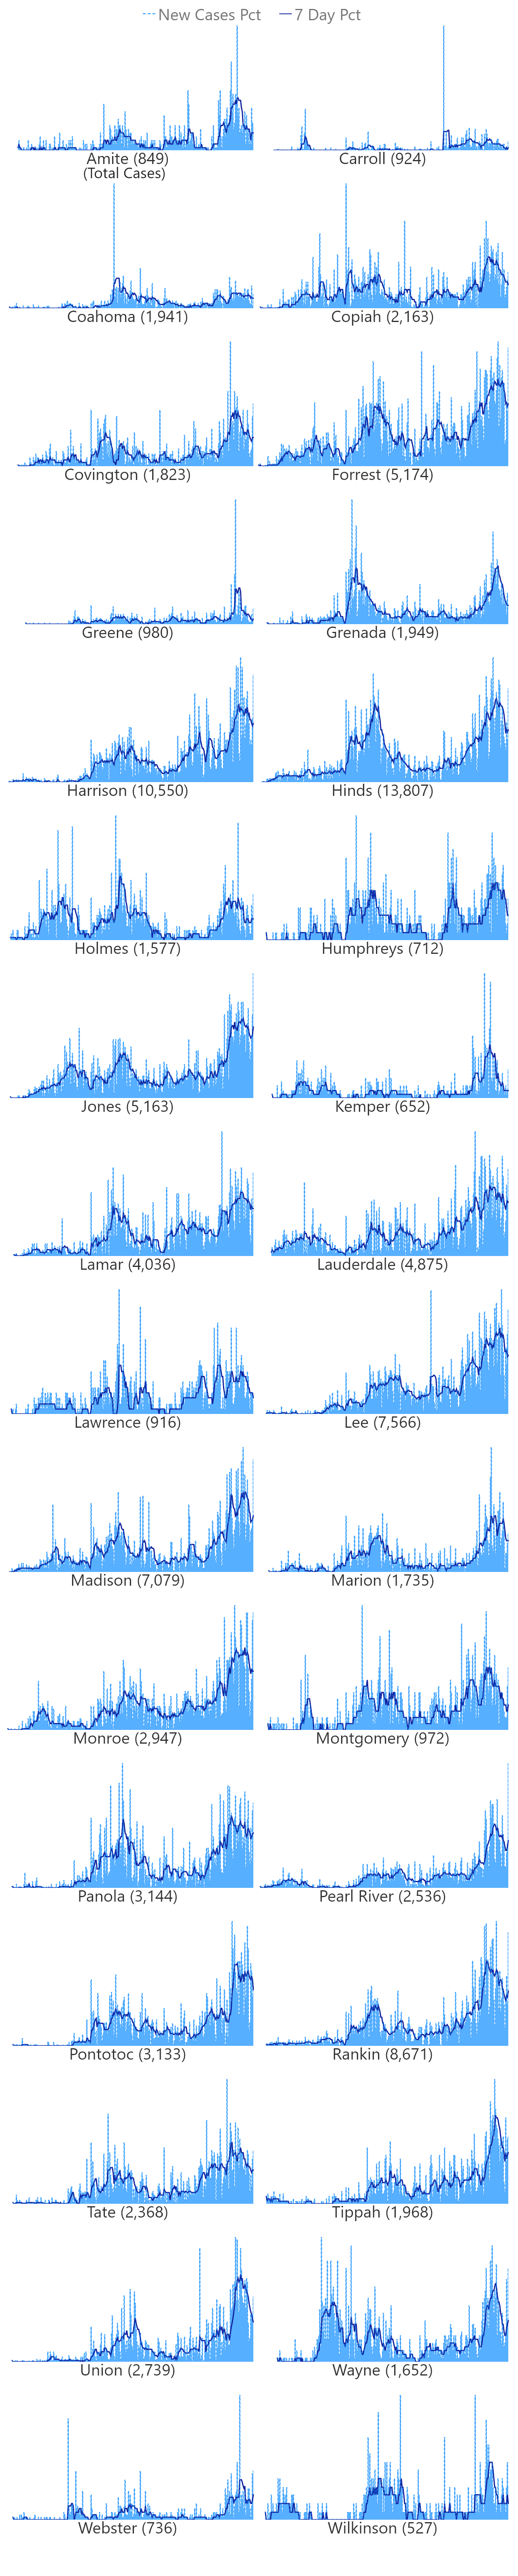 New Cases Pct 7 Day Pct
Amite (849) Carroll (924)
(Total Cases)
Coahoma (1,941) Copiah (2,163)
Covington (1,823) Forrest (5,174)
Greene (980) Grenada (1,949)
Harrison (10,550) Hinds (13,807)
Holmes (1,577) Humphreys (712)
Jones (5,163) Kemper (652)
Lamar (4,036) Lauderdale (4,875)
Lawrence (916) Lee (7,566)
Madison (7,079) Marion (1,735)
Monroe (2,947) Montgomery (972)
Panola (3,144) Pearl River (2,536)
Pontotoc (3,133) Rankin (8,671)
Tate (2,368) Tippah (1,968)
Union (2,739) Wayne (1,652)
Webster (736) Wilkinson (527)